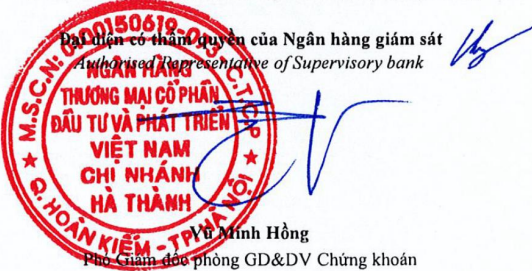 Đại diện có thẩm quyền của Ngân hàng giám sát
Authorised Representative of Supervisory bank
M.S.C.N: 0100150619-003-C.T.C.P
NGÂN HÀNG
THƯƠNG MẠI CỔ PHẦN
ĐẦU TƯ VÀ PHÁT TRIỂN
VIỆT NAM
CHI NHÁNH
HÀ THÀNH
Q. HOÀN KIẾM - TP HÀ NỘI
Vũ Minh Hồng
Phó Giám đốc phòng GD&DV Chứng khoán